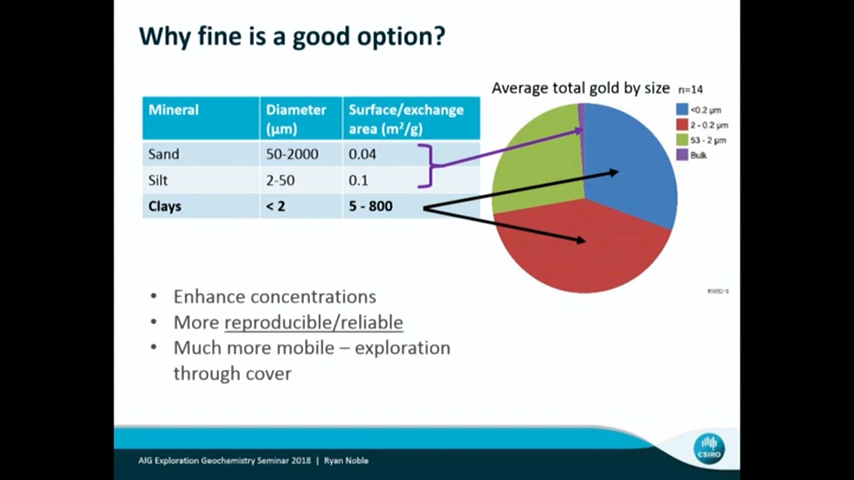 Why fine is a good option?
Mineral Diameter (µm) Surface/exchange area (m²/g)
Sand 50-2000 0.04
Silt 2-50 0.1
Clays < 2 5 - 800
Average total gold by size n=14
<0.2 µm
2 - 0.2 µm
53 - 2 µm
Bulk
• Enhance concentrations
• More reproducible/reliable
• Much more mobile – exploration
through cover
AIG Exploration Geochemistry Seminar 2018 | Ryan Noble
CSIRO